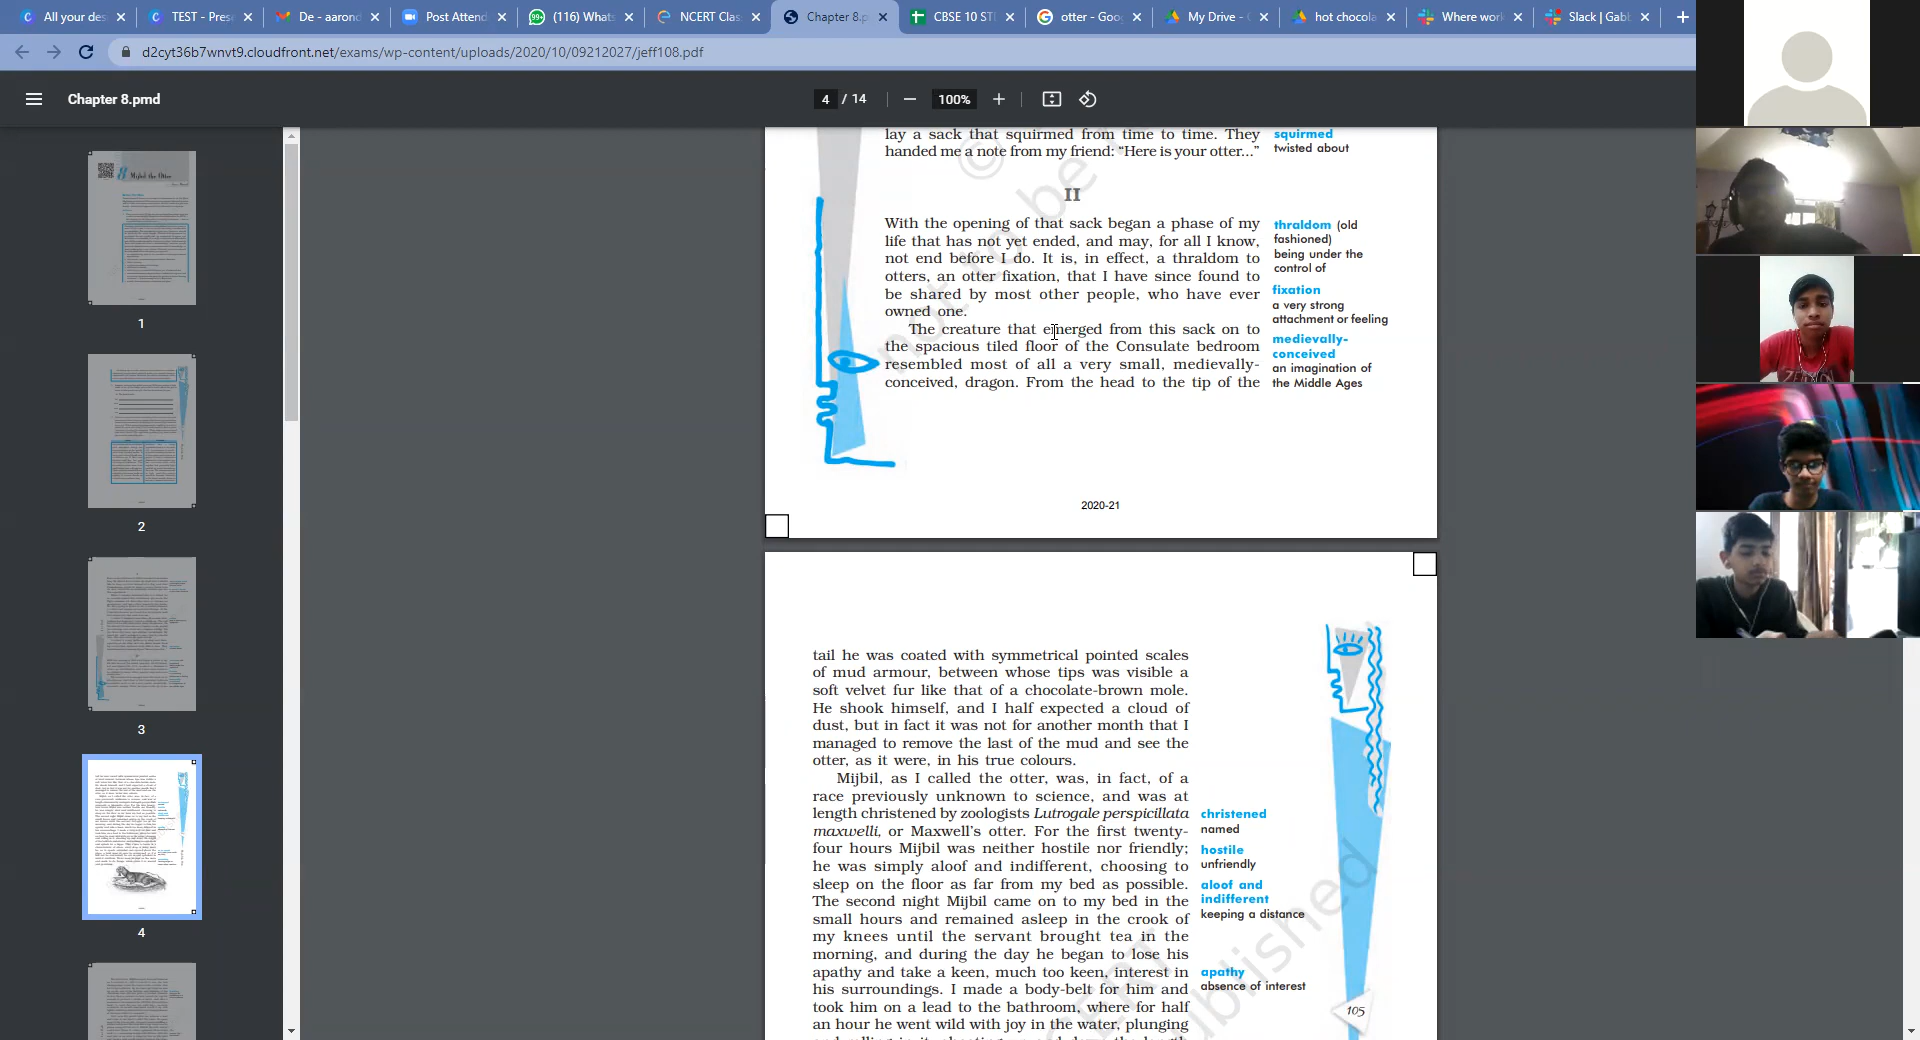 All your des
TEST - Pres
De - aarond
Post Attend
(116) Whats
NCERT Clas
Chapter 8.p
CBSE 10 ST
otter - Goo
My Drive - G
hot chocola
Where work
Slack | Gab
d2cyt36b7wnvt9.cloudfront.net/exams/wp-content/uploads/2020/10/09212027/jeff108.pdf
Chapter 8.pmd
4 / 14
100%
8 Mijbil the Otter
1
2
3
4
lay a sack that squirmed from time to time. They
handed me a note from my friend: "Here is your otter..."
squirmed
twisted about
II
With the opening of that sack began a phase of my
life that has not yet ended, and may, for all I know,
not end before I do. It is, in effect, a thraldom to
otters, an otter fixation, that I have since found to
be shared by most other people, who have ever
owned one.
The creature that emerged from this sack on to
the spacious tiled floor of the Consulate bedroom
resembled most of all a very small, medievally-
conceived, dragon. From the head to the tip of the
thraldom (old
fashioned)
being under the
control of
fixation
a very strong
attachment or feeling
medievally-
conceived
an imagination of
the Middle Ages
© not to be
2020-21
tail he was coated with symmetrical pointed scales
of mud armour, between whose tips was visible a
soft velvet fur like that of a chocolate-brown mole.
He shook himself, and I half expected a cloud of
dust, but in fact it was not for another month that I
managed to remove the last of the mud and see the
otter, as it were, in his true colours.
Mijbil, as I called the otter, was, in fact, of a
race previously unknown to science, and was at
length christened by zoologists Lutrogale perspicillata
maxwelli, or Maxwell's otter. For the first twenty-
four hours Mijbil was neither hostile nor friendly;
he was simply aloof and indifferent, choosing to
sleep on the floor as far from my bed as possible.
The second night Mijbil came on to my bed in the
small hours and remained asleep in the crook of
my knees until the servant brought tea in the
morning, and during the day he began to lose his
apathy and take a keen, much too keen, interest in
his surroundings. I made a body-belt for him and
took him on a lead to the bathroom, where for half
an hour he went wild with joy in the water, plunging
christened
named
hostile
unfriendly
aloof and
indifferent
keeping a distance
apathy
absence of interest
CERT
ublished
105